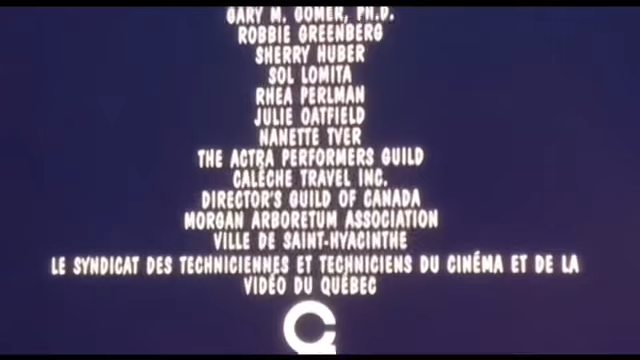 GARY M. GOMER, PH.D.
ROBBIE GREENBERG
SHERRY HUBER
SOL LOMITA
RHEA PERLMAN
JULIE OATFIELD
NANETTE TYER
THE ACTRA PERFORMERS GUILD
CALÈCHE TRAVEL INC.
DIRECTOR'S GUILD OF CANADA
MORGAN ARBORETUM ASSOCIATION
VILLE DE SAINT-HYACINTHE
LE SYNDICAT DES TECHNICIENNES ET TECHNICIENS DU CINÉMA ET DE LA
VIDÉO DU QUÉBEC